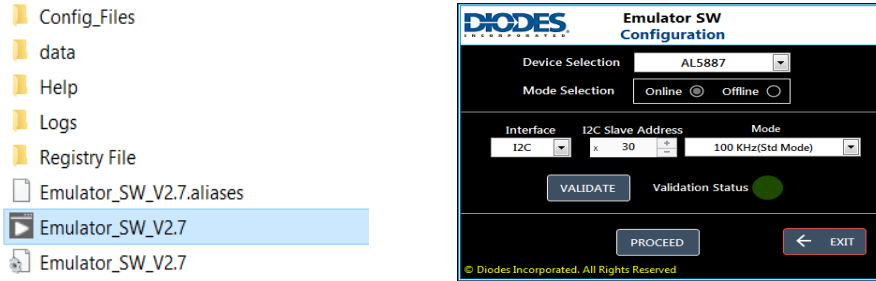 Config_Files
data
Help
Logs
Registry File
Emulator_SW_V2.7.aliases
Emulator_SW_V2.7
Emulator_SW_V2.7
DIODES
INCORPORATED
Emulator SW
Configuration
Device Selection AL5887
Mode Selection Online Offline
Interface I2C Slave Address Mode
I2C x 30 100 KHz(Std Mode)
VALIDATE Validation Status
PROCEED ← EXIT
© Diodes Incorporated. All Rights Reserved